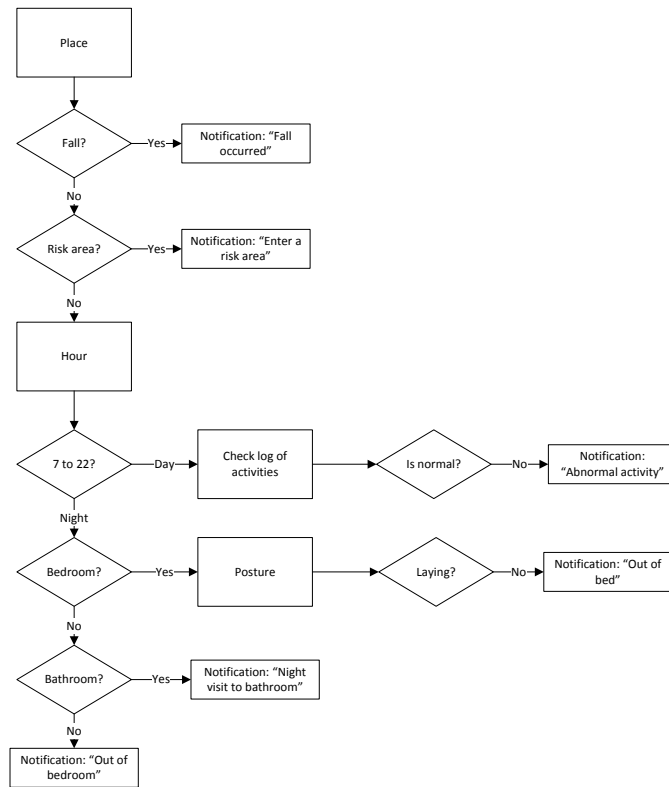 Place
Fall?
Yes
Notification: “Fall
occurred”
No
Risk area?
Yes
Notification: “Enter a
risk area”
No
Hour
7 to 22?
Day
Check log of
activities
Is normal?
No
Notification:
“Abnormal activity”
Night
Bedroom?
Yes
Posture
Laying?
No
Notification: “Out of
bed”
No
Bathroom?
Yes
Notification: “Night
visit to bathroom”
No
Notification: “Out of
bedroom”